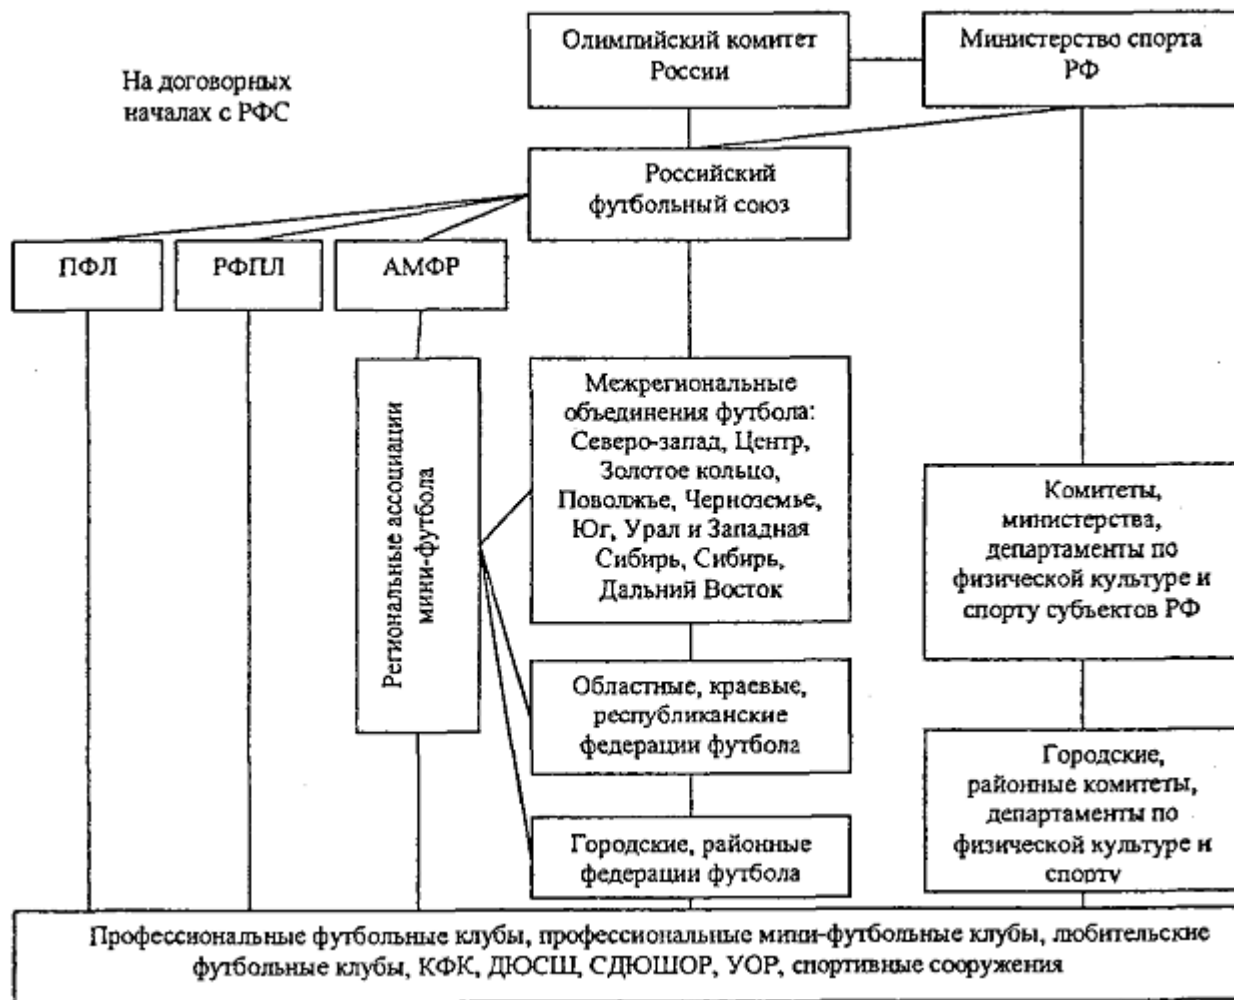 Олимпийский комитет
России
Министерство спорта
РФ
На договорных
началах с РФС
Российский
футбольный союз
ПФЛ
РФПЛ
АМФР
Региональные ассоциации
мини-футбола
Межрегиональные
объединения футбола:
Северо-запад, Центр,
Золотое кольцо,
Поволжье, Черноземье,
Юг, Урал и Западная
Сибирь, Сибирь,
Дальний Восток
Комитеты,
министерства,
департаменты по
физической культуре и
спорту субъектов РФ
Областные, краевые,
республиканские
федерации футбола
Городские,
районные комитеты,
департаменты по
физической культуре и
спорту
Городские, районные
федерации футбола
Профессиональные футбольные клубы, профессиональные мини-футбольные клубы, любительские
футбольные клубы, КФК, ДЮСШ, СДЮШОР, УОР, спортивные сооружения